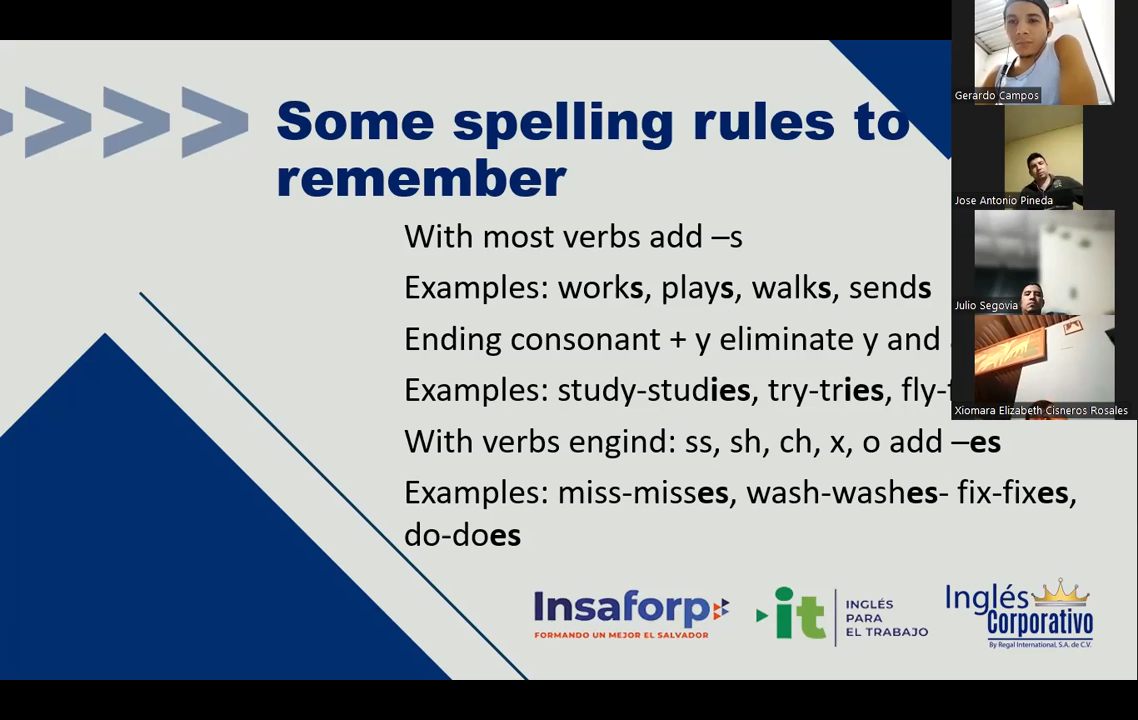 Some spelling rules to
remember
With most verbs add –s
Examples: works, plays, walks, sends
Ending consonant + y eliminate y and
Examples: study-studies, try-tries, fly-
With verbs engind: ss, sh, ch, x, o add –es
Examples: miss-misses, wash-washes- fix-fixes,
do-does
Insaforp
FORMANDO UN MEJOR EL SALVADOR
it
INGLÉS
PARA
EL TRABAJO
Inglés
Corporativo
By Regal International, S.A. de C.V.
Gerardo Campos
Jose Antonio Pineda
Julio Segovia
Xiomara Elizabeth Cisneros Rosales